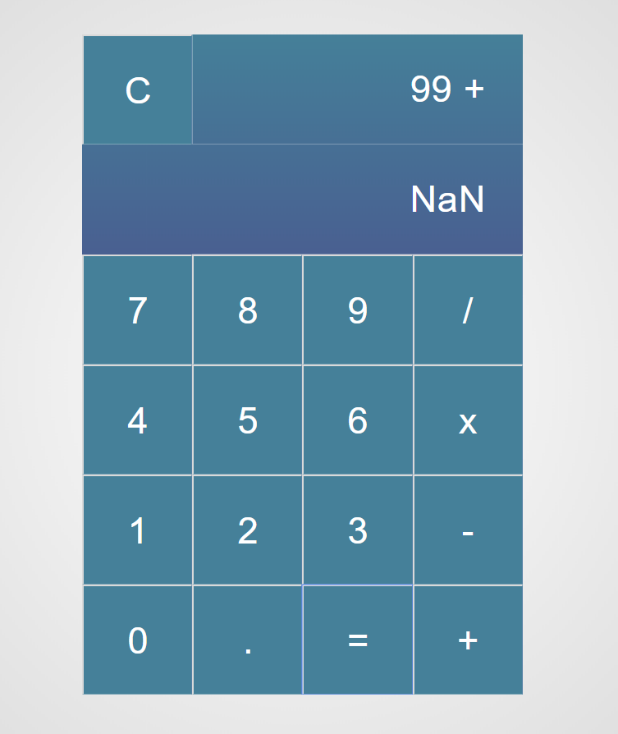 C 99 +
NaN
7 8 9 /
4 5 6 x
1 2 3 -
0 . = +